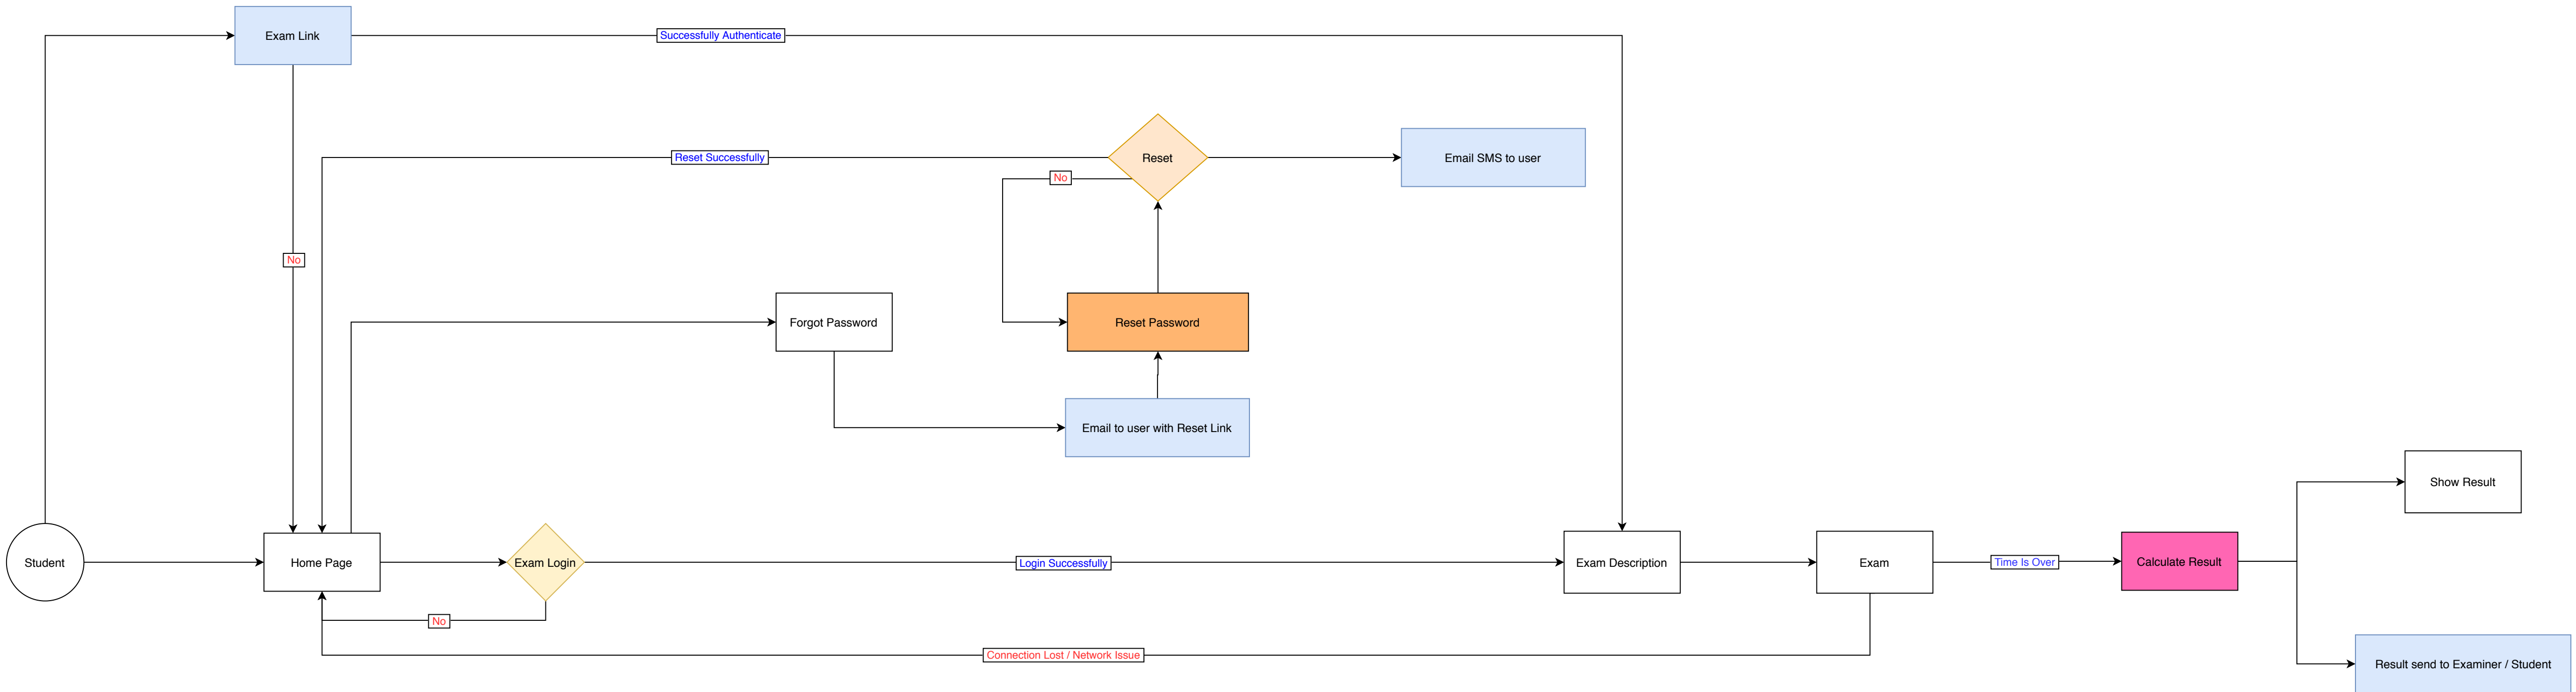 Exam Link
Successfully Authenticate
Reset Successfully
Reset
Email SMS to user
No
No
Forgot Password
Reset Password
Email to user with Reset Link
Show Result
Student
Home Page
Exam Login
Login Successfully
Exam Description
Exam
Time Is Over
Calculate Result
No
Connection Lost / Network Issue
Result send to Examiner / Student